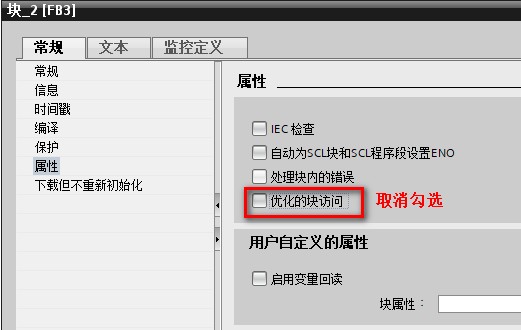 块_2 [FB3]
常规
文本
监控定义
常规
信息
时间戳
编译
保护
属性
下载但不重新初始化
属性
IEC 检查
自动为SCL块和SCL程序段设置ENO
处理块内的错误
优化的块访问
取消勾选
用户自定义的属性
启用变量回读
块属性：